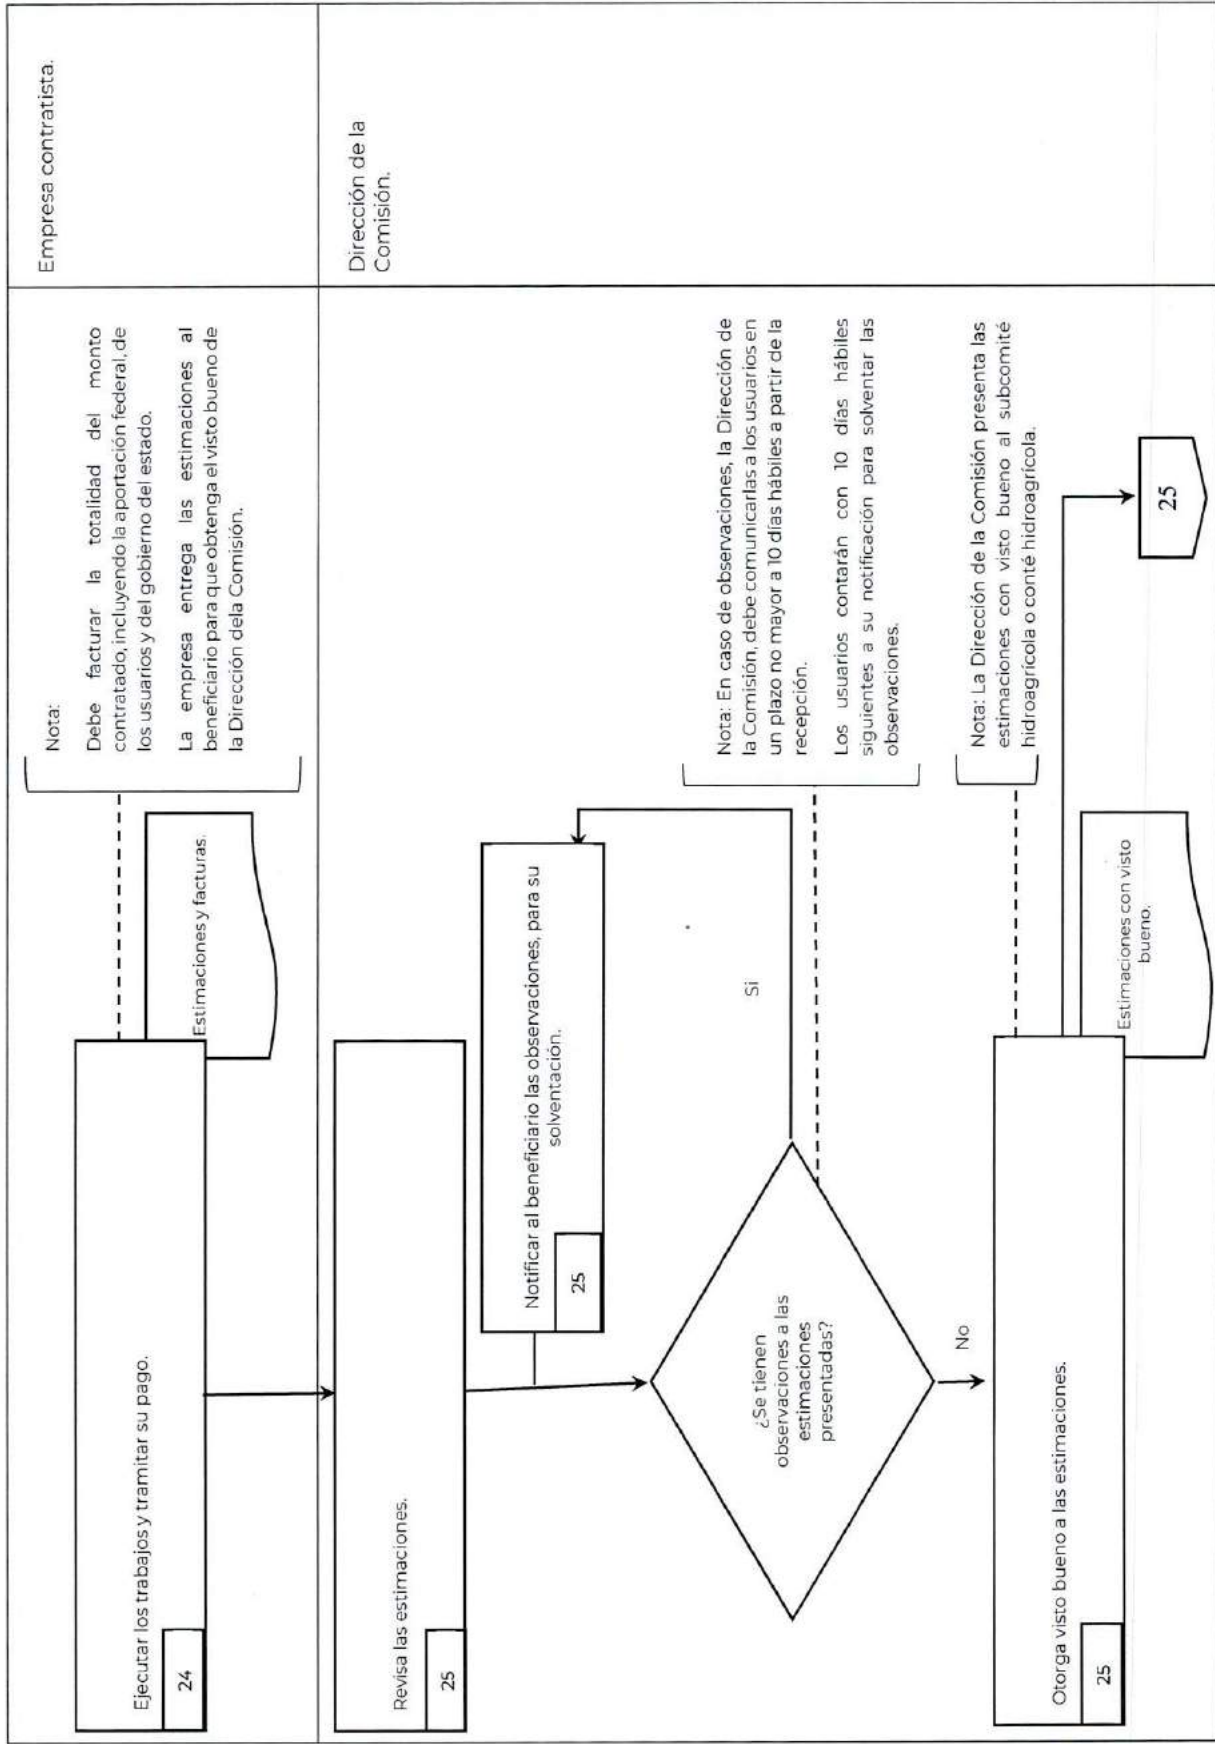 Empresa contratista.
Nota:
Debe facturar la totalidad del monto
contratado, incluyendo la aportación federal, de
los usuarios y del gobierno del estado.
La empresa entrega las estimaciones al
beneficiario para que obtenga el visto bueno de
la Dirección dela Comisión.
Estimaciones y facturas.
Ejecutar los trabajos y tramitar su pago.
24
Dirección de la
Comisión.
Revisa las estimaciones.
25
Notificar al beneficiario las observaciones, para su
solventación.
25
¿Se tienen
observaciones a las
estimaciones
presentadas?
Si
No
Nota: En caso de observaciones, la Dirección de
la Comisión, debe comunicarlas a los usuarios en
un plazo no mayor a 10 días hábiles a partir de la
recepción.
Los usuarios contarán con 10 días hábiles
siguientes a su notificación para solventar las
observaciones.
Otorga visto bueno a las estimaciones.
25
Estimaciones con visto
bueno.
Nota: La Dirección de la Comisión presenta las
estimaciones con visto bueno al subcomité
hidroagrícola o conté hidroagrícola.
25